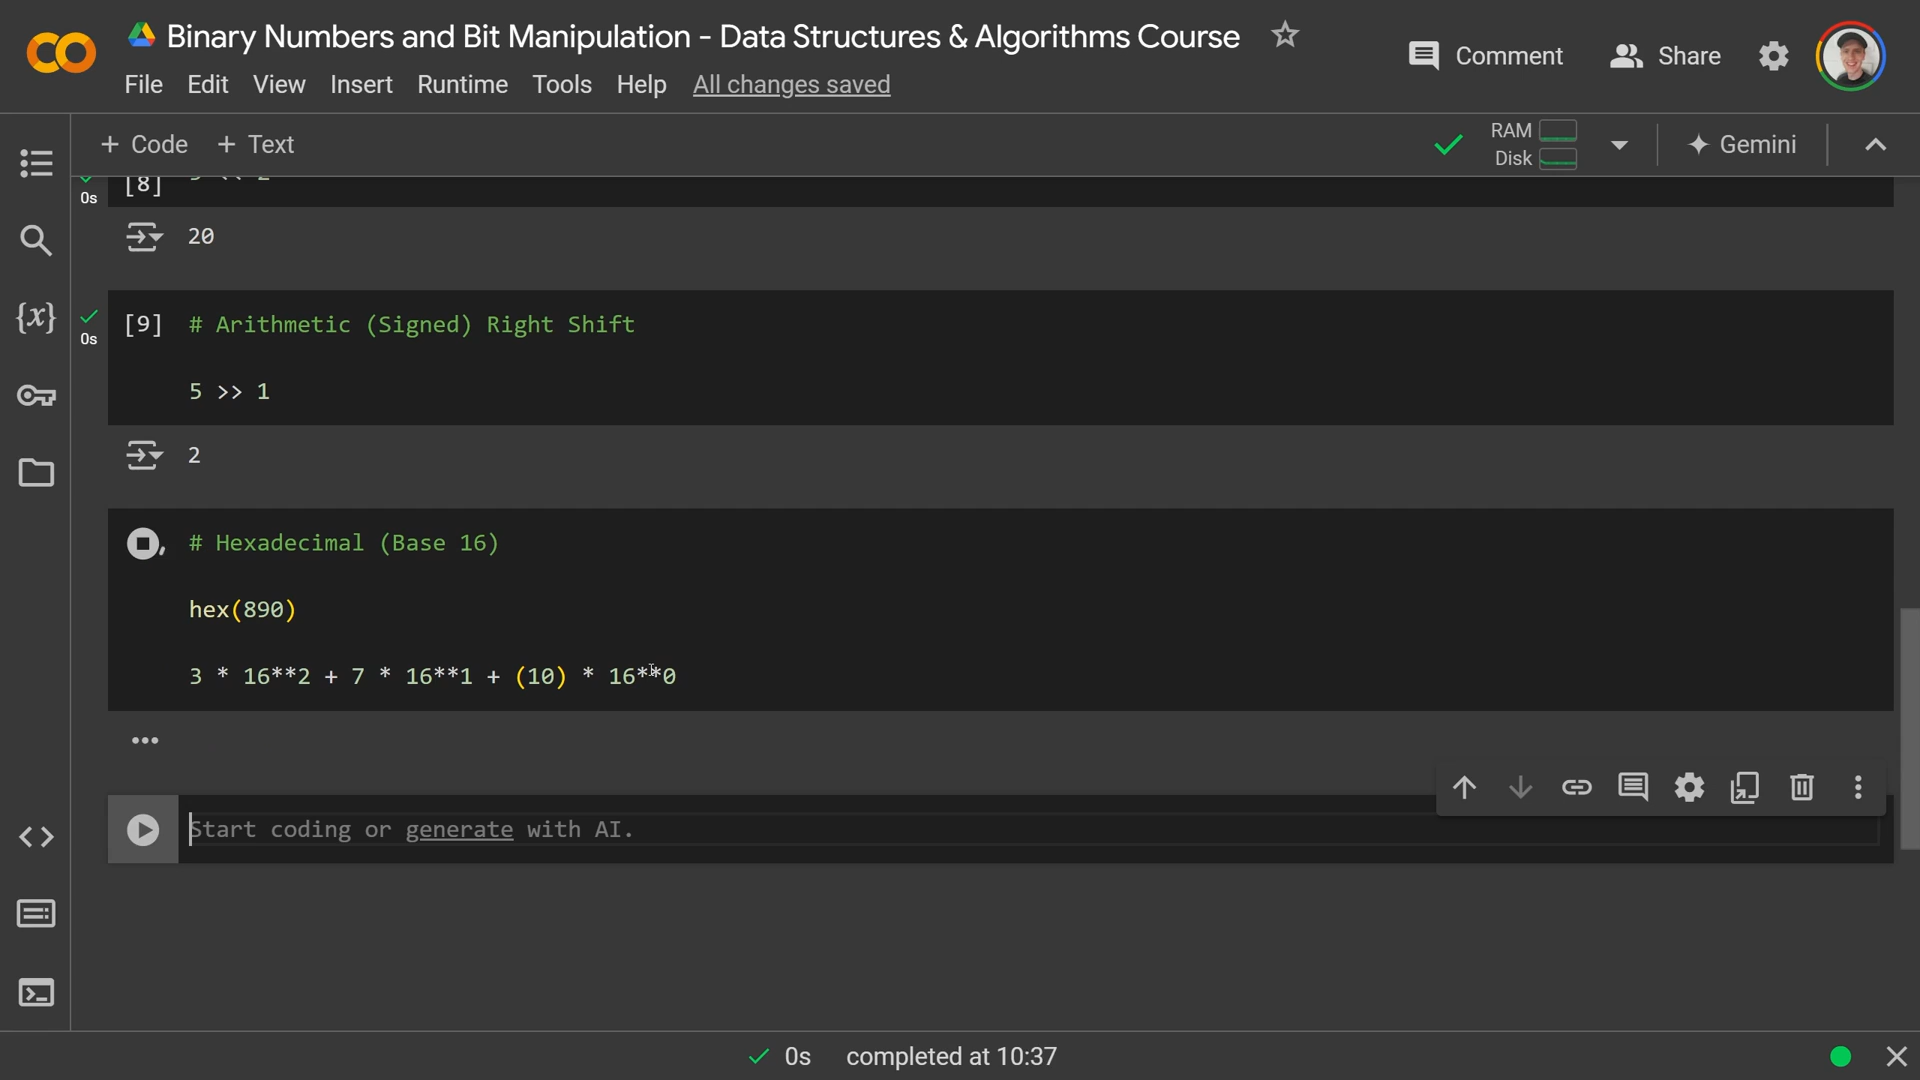 Binary Numbers and Bit Manipulation - Data Structures & Algorithms Course
Comment
Share
File Edit View Insert Runtime Tools Help All changes saved
+ Code + Text
RAM
Disk
Gemini
[8]
0s
20
[9] # Arithmetic (Signed) Right Shift
0s
5 >> 1
2
# Hexadecimal (Base 16)
hex(890)
3 * 16**2 + 7 * 16**1 + (10) * 16**0
Start coding or generate with AI.
0s completed at 10:37